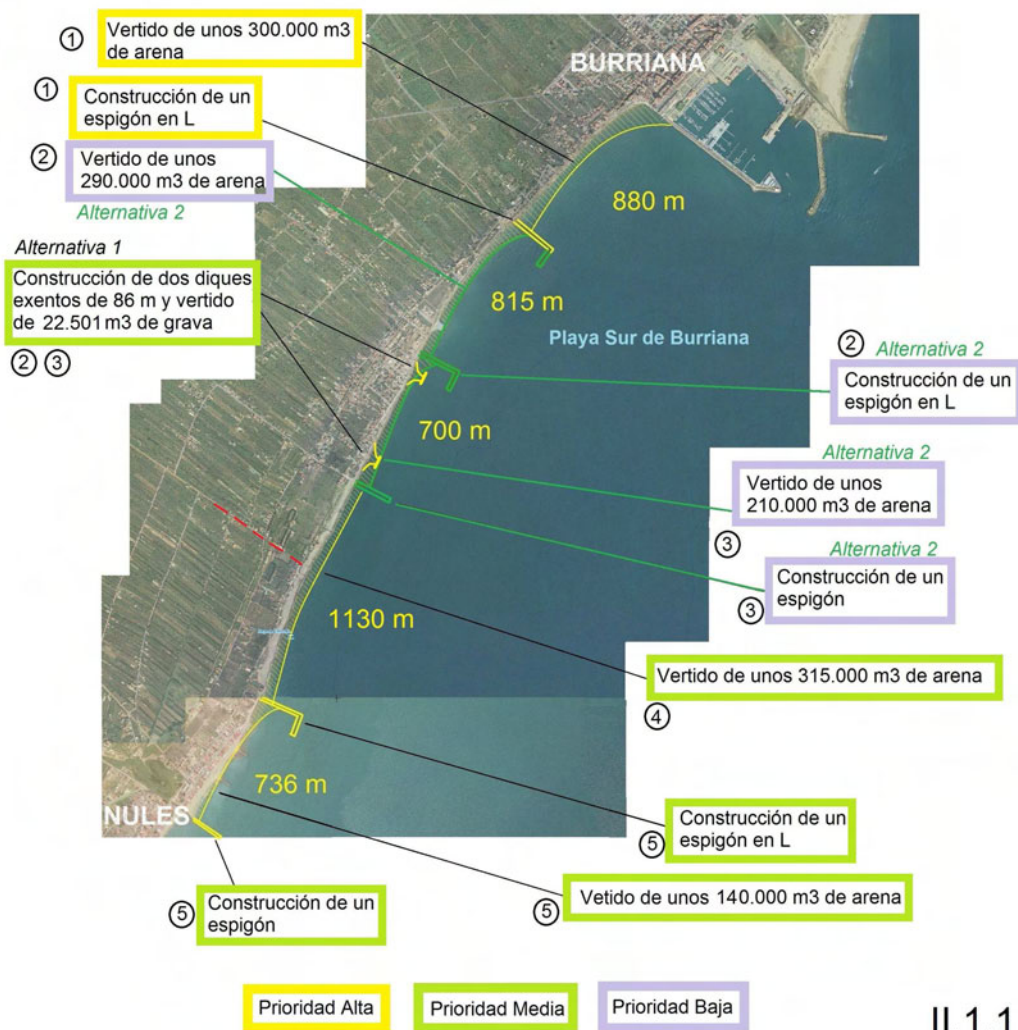 ① Vertido de unos 300.000 m3
de arena
BURRIANA
① Construcción de un
espigón en L
② Vertido de unos
290.000 m3 de arena
Alternativa 2
880 m
Alternativa 1
Construcción de dos diques
exentos de 86 m y vertido
de 22.501 m3 de grava
② ③
815 m
Playa Sur de Burriana
② Alternativa 2
Construcción de un
espigón en L
700 m
Alternativa 2
Vertido de unos
210.000 m3 de arena
③
Alternativa 2
Construcción de un
espigón
③
1130 m
Vertido de unos 315.000 m3 de arena
④
736 m
NULES
Construcción de un
espigón en L
⑤
Vetido de unos 140.000 m3 de arena
⑤
⑤ Construcción de un
espigón
Prioridad Alta
Prioridad Media
Prioridad Baja
II.1.1